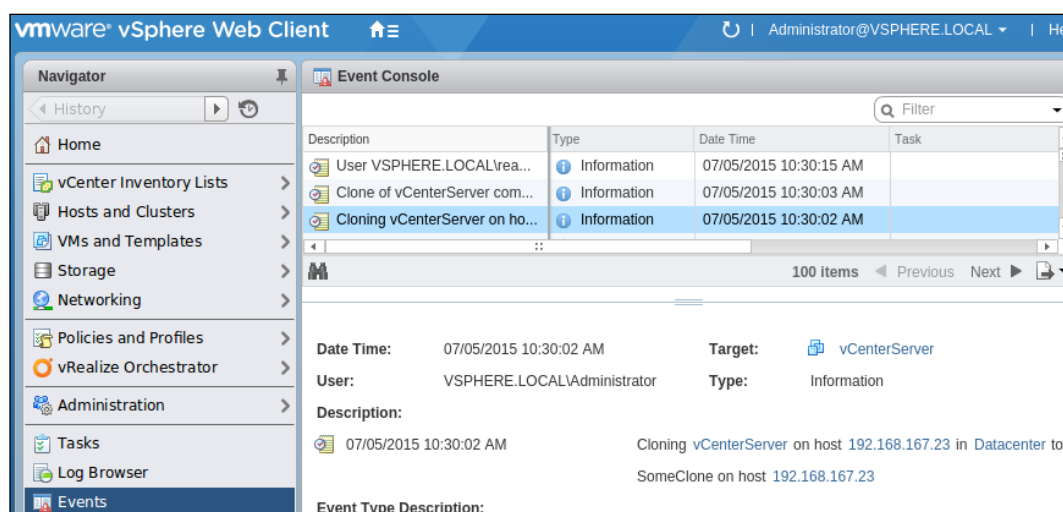 vmware® vSphere Web Client
Administrator@VSPHERE.LOCAL
Navigator
History
Home
vCenter Inventory Lists
Hosts and Clusters
VMs and Templates
Storage
Networking
Policies and Profiles
vRealize Orchestrator
Administration
Tasks
Log Browser
Events
Event Console
Filter
Description Type Date Time Task
User VSPHERE.LOCAL\rea... Information 07/05/2015 10:30:15 AM
Clone of vCenterServer com... Information 07/05/2015 10:30:03 AM
Cloning vCenterServer on ho... Information 07/05/2015 10:30:02 AM
100 items Previous Next
Date Time: 07/05/2015 10:30:02 AM Target: vCenterServer
User: VSPHERE.LOCAL\Administrator Type: Information
Description:
07/05/2015 10:30:02 AM Cloning vCenterServer on host 192.168.167.23 in Datacenter to
SomeClone on host 192.168.167.23
Event Type Description: